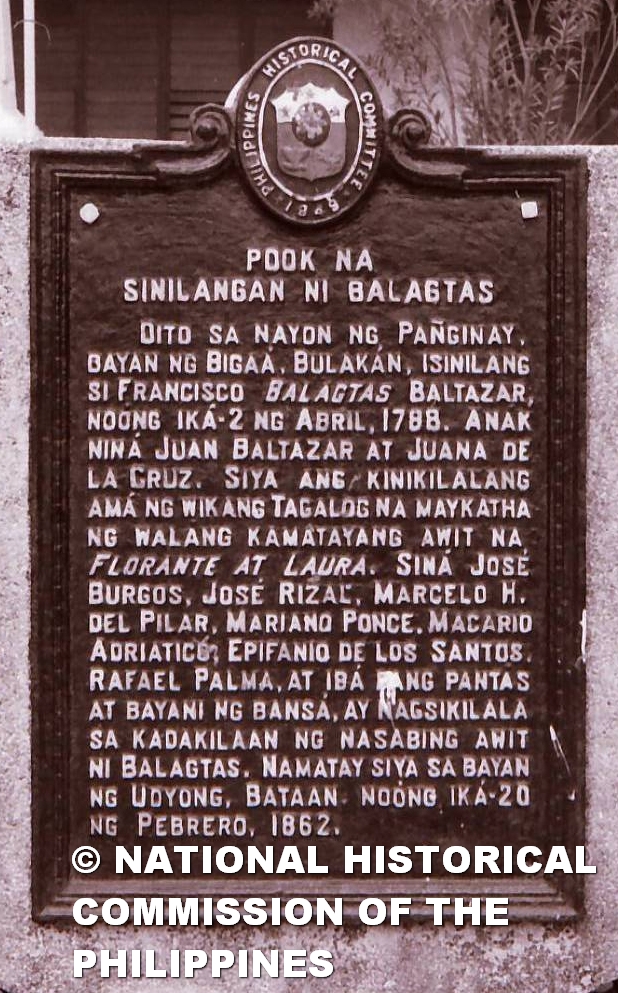 PHILIPPINES HISTORICAL COMMITTEE
POOK NA
SINILANGAN NI BALAGTAS
DITO SA NAYON NG PAÑGINAY,
BAYAN NG BIGAÁ, BULAKÁN, ISINILANG
SI FRANCISCO BALAGTAS BALTAZAR,
NOÓNG IKÁ-2 NG ABRIL, 1788. ANAK
NINÁ JUAN BALTAZAR AT JUANA DE
LA CRUZ. SIYA ANG KINIKILALANG
AMÁ NG WIKANG TAGALOG NA MAYKATHA
NG WALANG KAMATAYANG AWIT NA
FLORANTE AT LAURA. SINÁ JOSÉ
BURGOS, JOSÉ RIZAL, MARCELO H.
DEL PILAR, MARIANO PONCE, MACARIO
ADRIATICO, EPIFANIO DE LOS SANTOS,
RAFAEL PALMA, AT IBÁ ANG PANTAS
AT BAYANI NG BANSÁ, AY NAGSIKILALA
SA KADAKILAAN NG NASABING AWIT
NI BALAGTAS. NAMATAY SIYA SA BAYAN
NG UDYONG, BATAAN NOÓNG IKÁ-20
NG PEBRERO, 1862.
© NATIONAL HISTORICAL
COMMISSION OF THE
PHILIPPINES